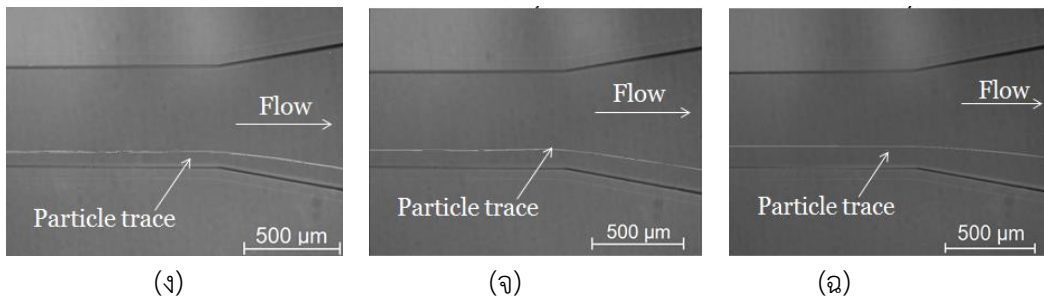 Flow
Particle trace
500 µm
(ง)
Flow
Particle trace
500 µm
(จ)
Flow
Particle trace
500 µm
(ฉ)